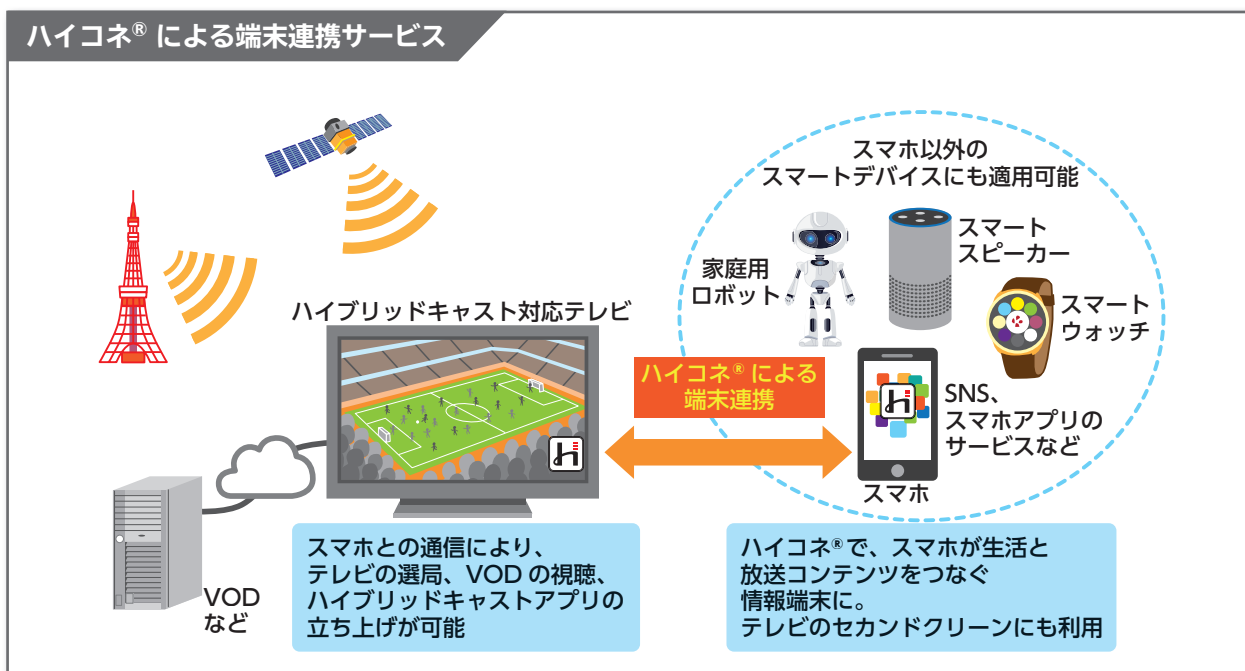 ハイコネ® による端末連携サービス
スマホ以外の
スマートデバイスにも適用可能
家庭用
ロボット
スマート
スピーカー
スマート
ウォッチ
ハイブリッドキャスト対応テレビ
ハイコネ® による
端末連携
SNS、
スマホアプリの
サービスなど
スマホ
VOD
など
スマホとの通信により、
テレビの選局、VOD の視聴、
ハイブリッドキャストアプリの
立ち上げが可能
ハイコネ® で、スマホが生活と
放送コンテンツをつなぐ
情報端末に。
テレビのセカンドクリーンにも利用